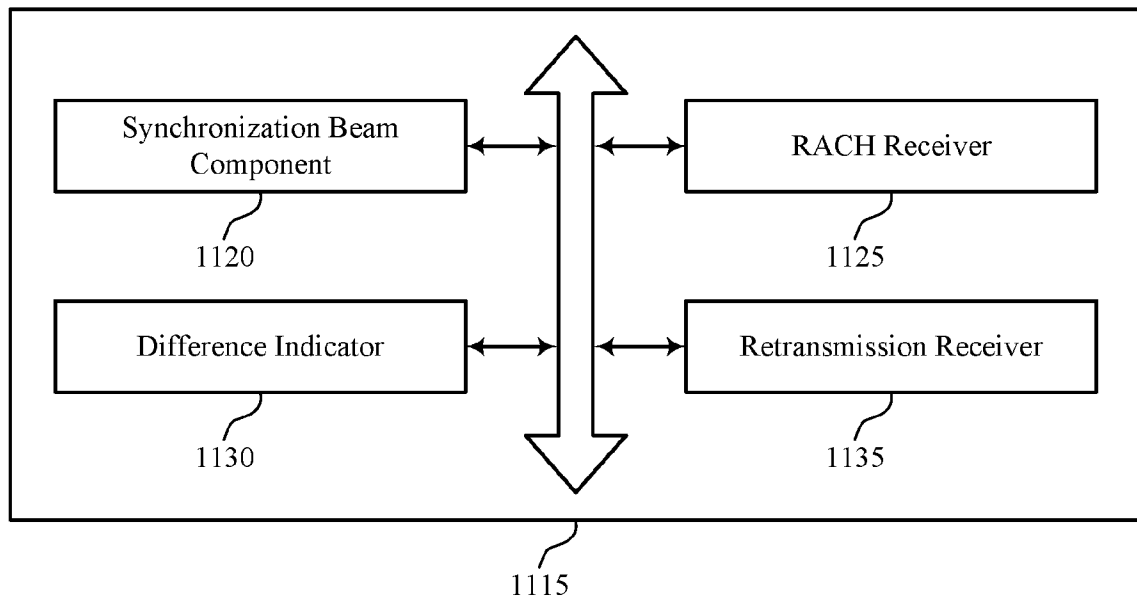 Synchronization Beam
Component
1120
RACH Receiver
1125
Difference Indicator
1130
Retransmission Receiver
1135
1115